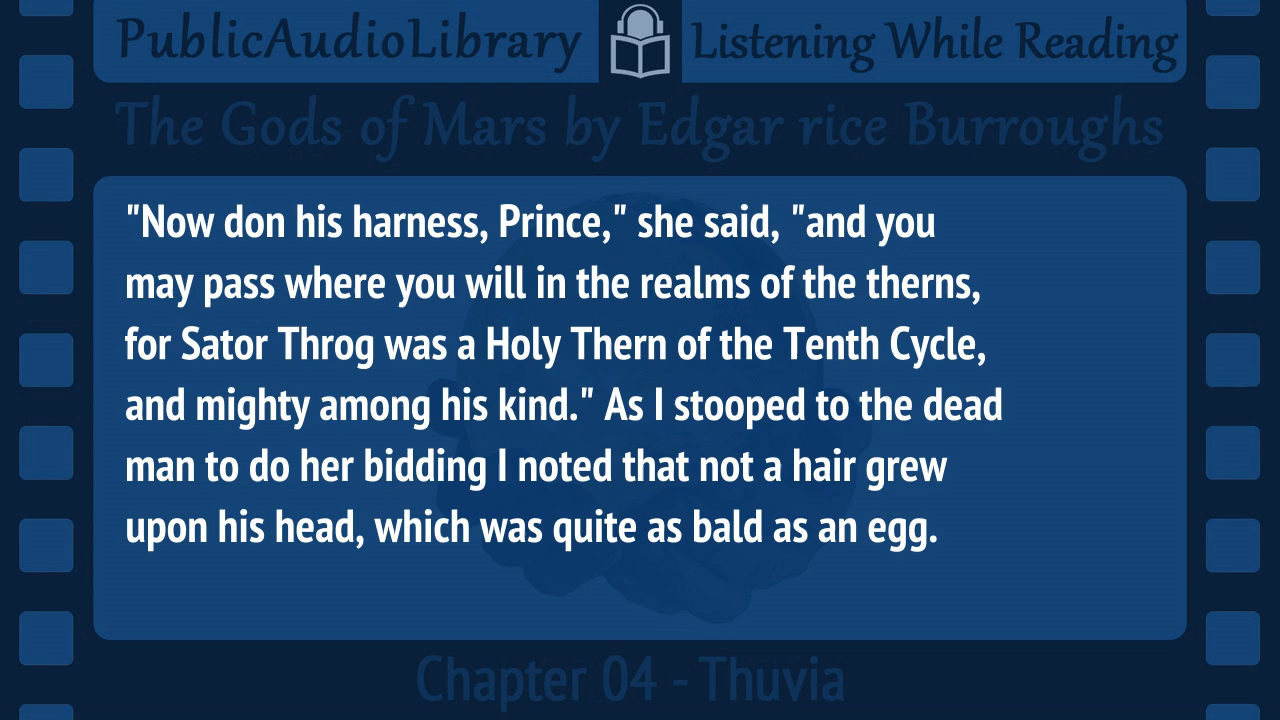 PublicAudioLibrary Listening While Reading
The Gods of Mars by Edgar rice Burroughs
"Now don his harness, Prince," she said, "and you
may pass where you will in the realms of the therns,
for Sator Throg was a Holy Thern of the Tenth Cycle,
and mighty among his kind." As I stooped to the dead
man to do her bidding I noted that not a hair grew
upon his head, which was quite as bald as an egg.
Chapter 04 - Thuvia